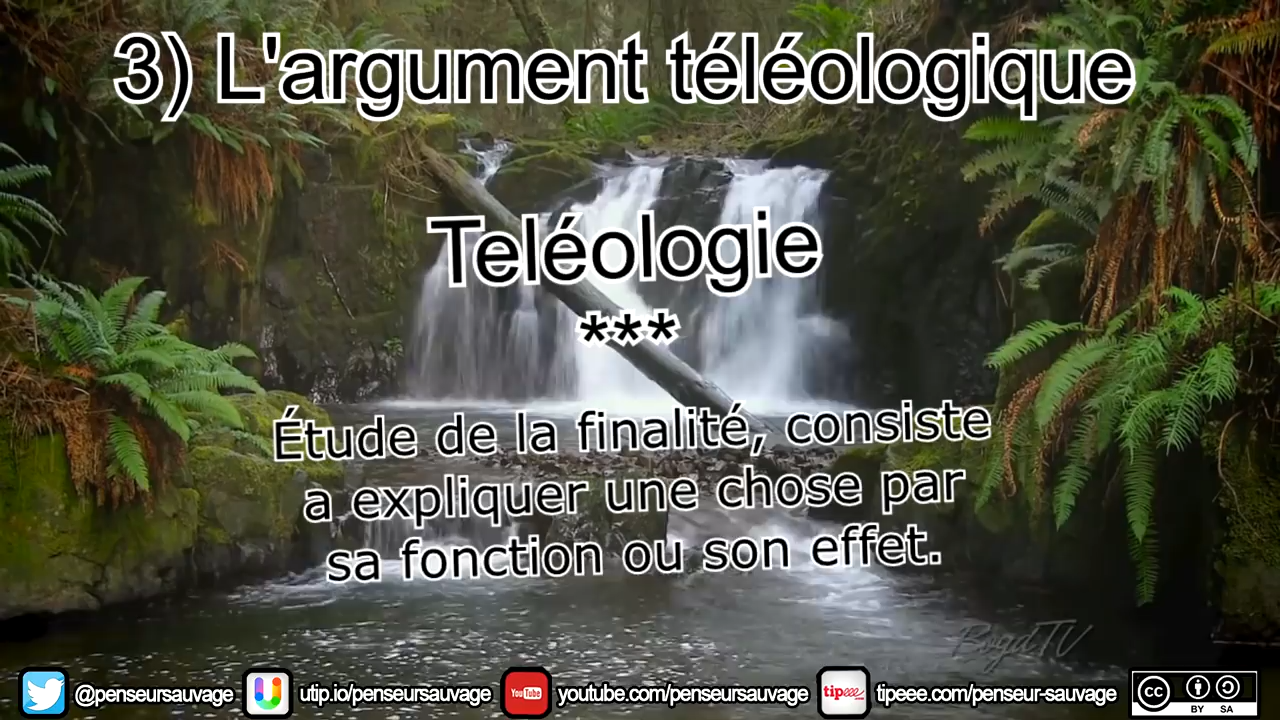 3) L'argument téléologique
Teléologie
***
Étude de la finalité, consiste
a expliquer une chose par
sa fonction ou son effet.
@penseursauvage utip.io/penseursauvage YouTube youtube.com/penseursauvage tipeee tipeee.com/penseur-sauvage cc BY SA